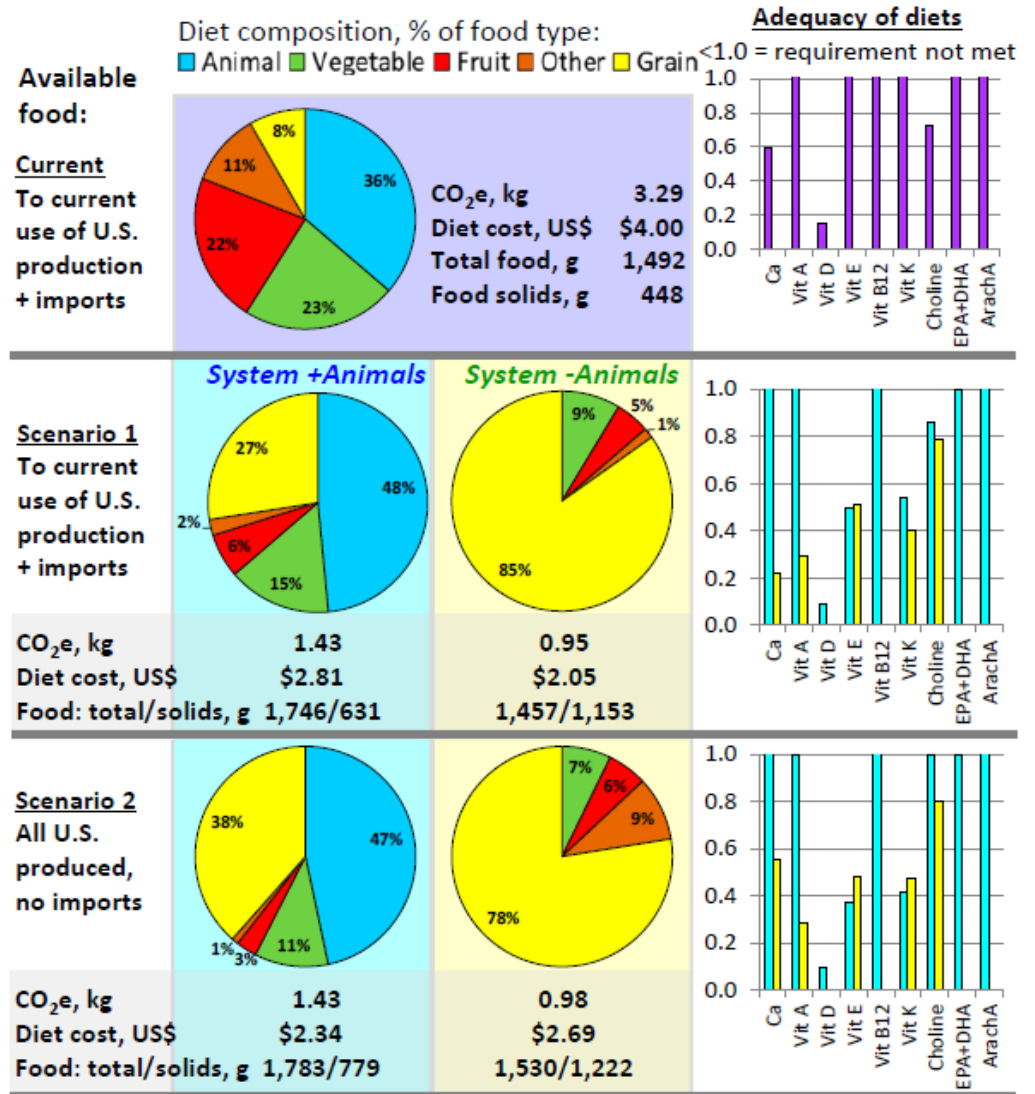 Diet composition, % of food type:
Animal Vegetable Fruit Other Grain
Adequacy of diets
<1.0 = requirement not met
Available
food:
Current
To current
use of U.S.
production
+ imports
8%
11%
36%
22%
23%
CO2e, kg 3.29
Diet cost, US$ $4.00
Total food, g 1,492
Food solids, g 448
1.0
0.8
0.6
0.4
0.2
0.0
Ca
Vit A
Vit D
Vit E
Vit B12
Vit K
Choline
EPA+DHA
ArachA
System +Animals
System -Animals
Scenario 1
To current
use of U.S.
production
+ imports
27%
48%
2%
6%
15%
9%
5%
1%
85%
1.0
0.8
0.6
0.4
0.2
0.0
Ca
Vit A
Vit D
Vit E
Vit B12
Vit K
Choline
EPA+DHA
ArachA
CO2e, kg 1.43 0.95
Diet cost, US$ $2.81 $2.05
Food: total/solids, g 1,746/631 1,457/1,153
Scenario 2
All U.S.
produced,
no imports
38%
47%
1%
3%
11%
7%
6%
9%
78%
1.0
0.8
0.6
0.4
0.2
0.0
Ca
Vit A
Vit D
Vit E
Vit B12
Vit K
Choline
EPA+DHA
ArachA
CO2e, kg 1.43 0.98
Diet cost, US$ $2.34 $2.69
Food: total/solids, g 1,783/779 1,530/1,222